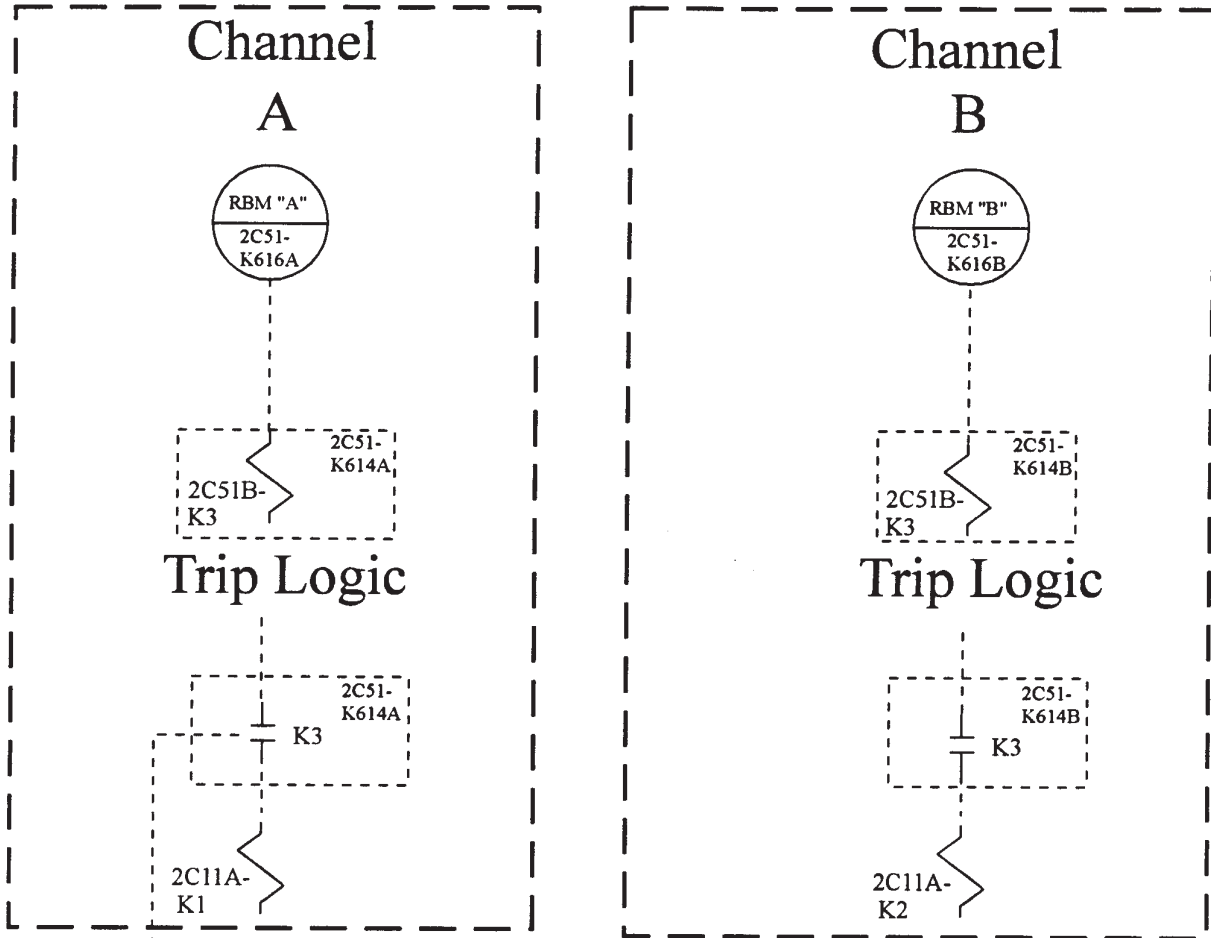 Channel
A
RBM "A"
2C51-
K616A
2C51-
K614A
2C51B-
K3
Trip Logic
2C51-
K614A
K3
2C11A-
K1
Channel
B
RBM "B"
2C51-
K616B
2C51-
K614B
2C51B-
K3
Trip Logic
2C51-
K614B
K3
2C11A-
K2